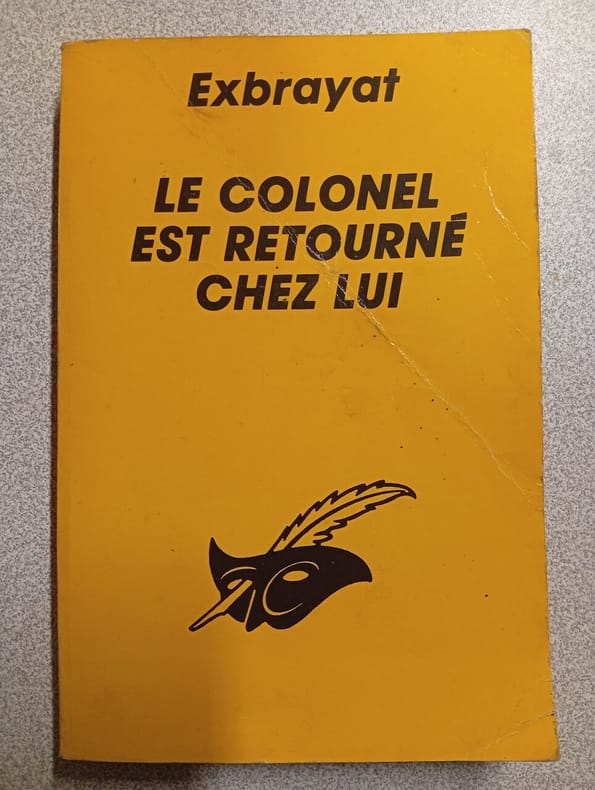 Exbrayat
LE COLONEL
EST RETOURNÉ
CHEZ LUI